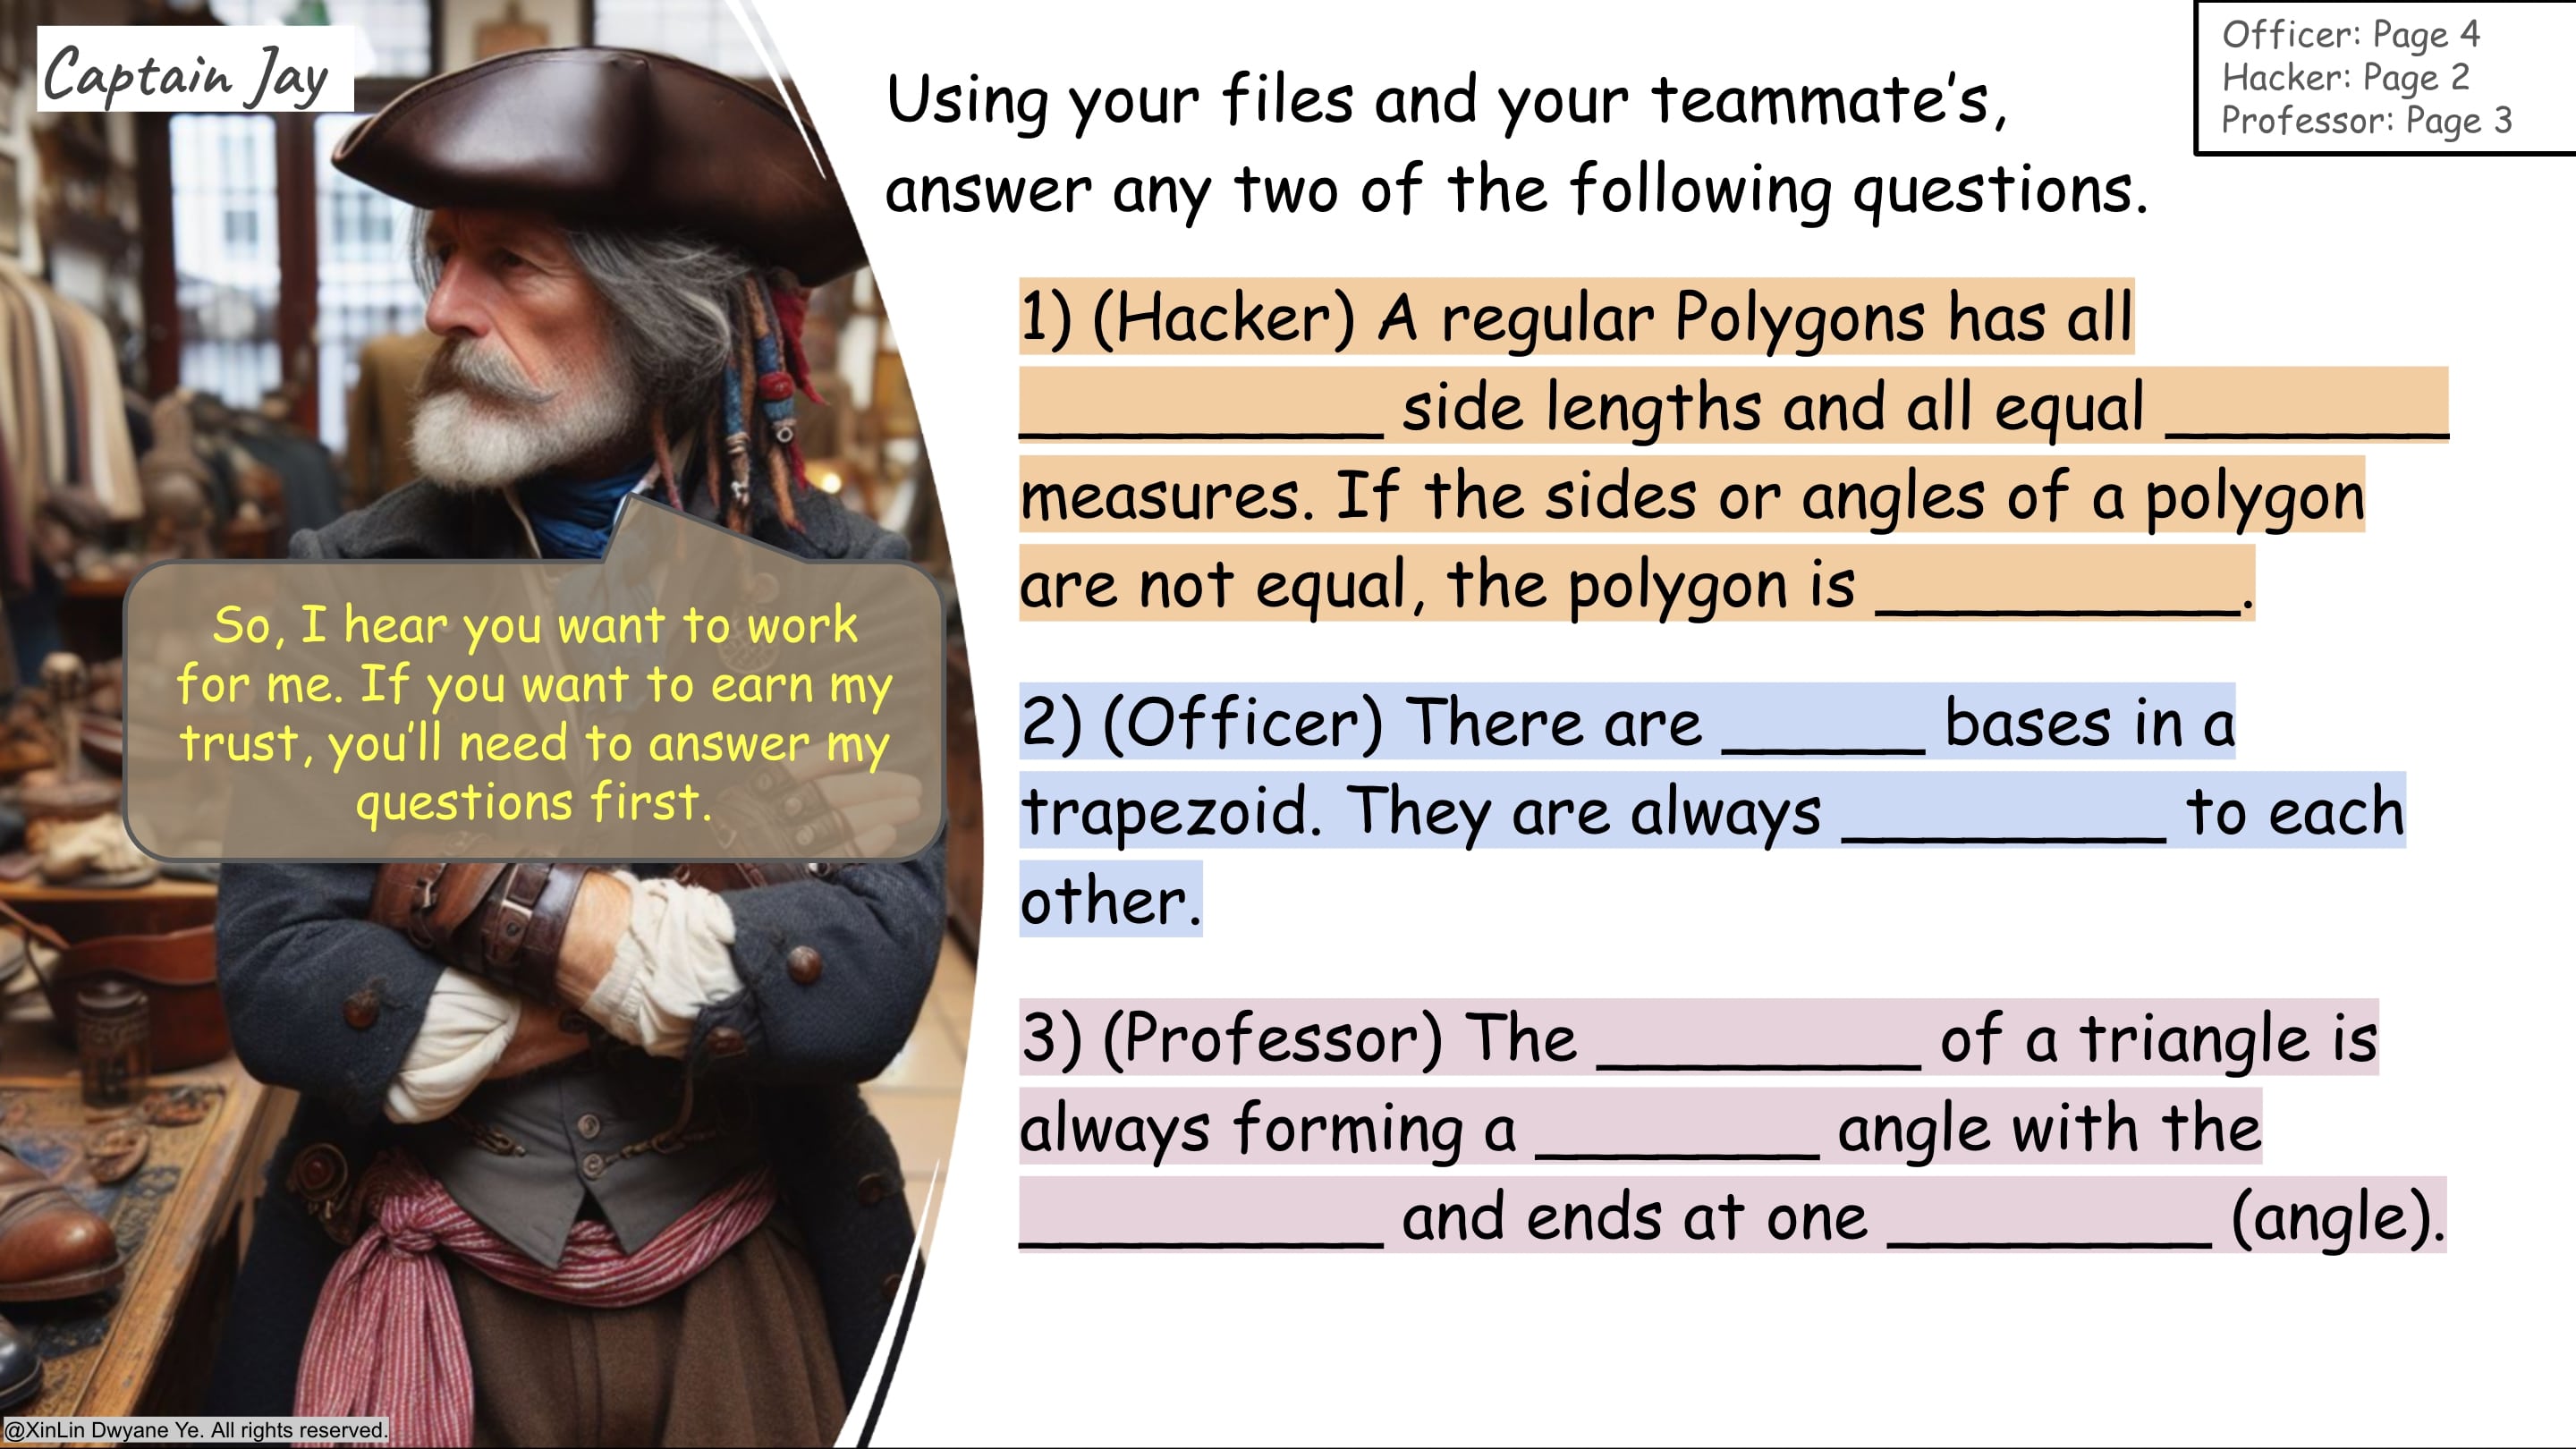 Captain Jay
Officer: Page 4
Hacker: Page 2
Professor: Page 3
Using your files and your teammate’s,
answer any two of the following questions.
1) (Hacker) A regular Polygons has all
_________ side lengths and all equal _______
measures. If the sides or angles of a polygon
are not equal, the polygon is _________.
2) (Officer) There are _____ bases in a
trapezoid. They are always ________ to each
other.
3) (Professor) The ________ of a triangle is
always forming a _______ angle with the
_________ and ends at one ________ (angle).
So, I hear you want to work
for me. If you want to earn my
trust, you’ll need to answer my
questions first.
@XinLin Dwyane Ye. All rights reserved.